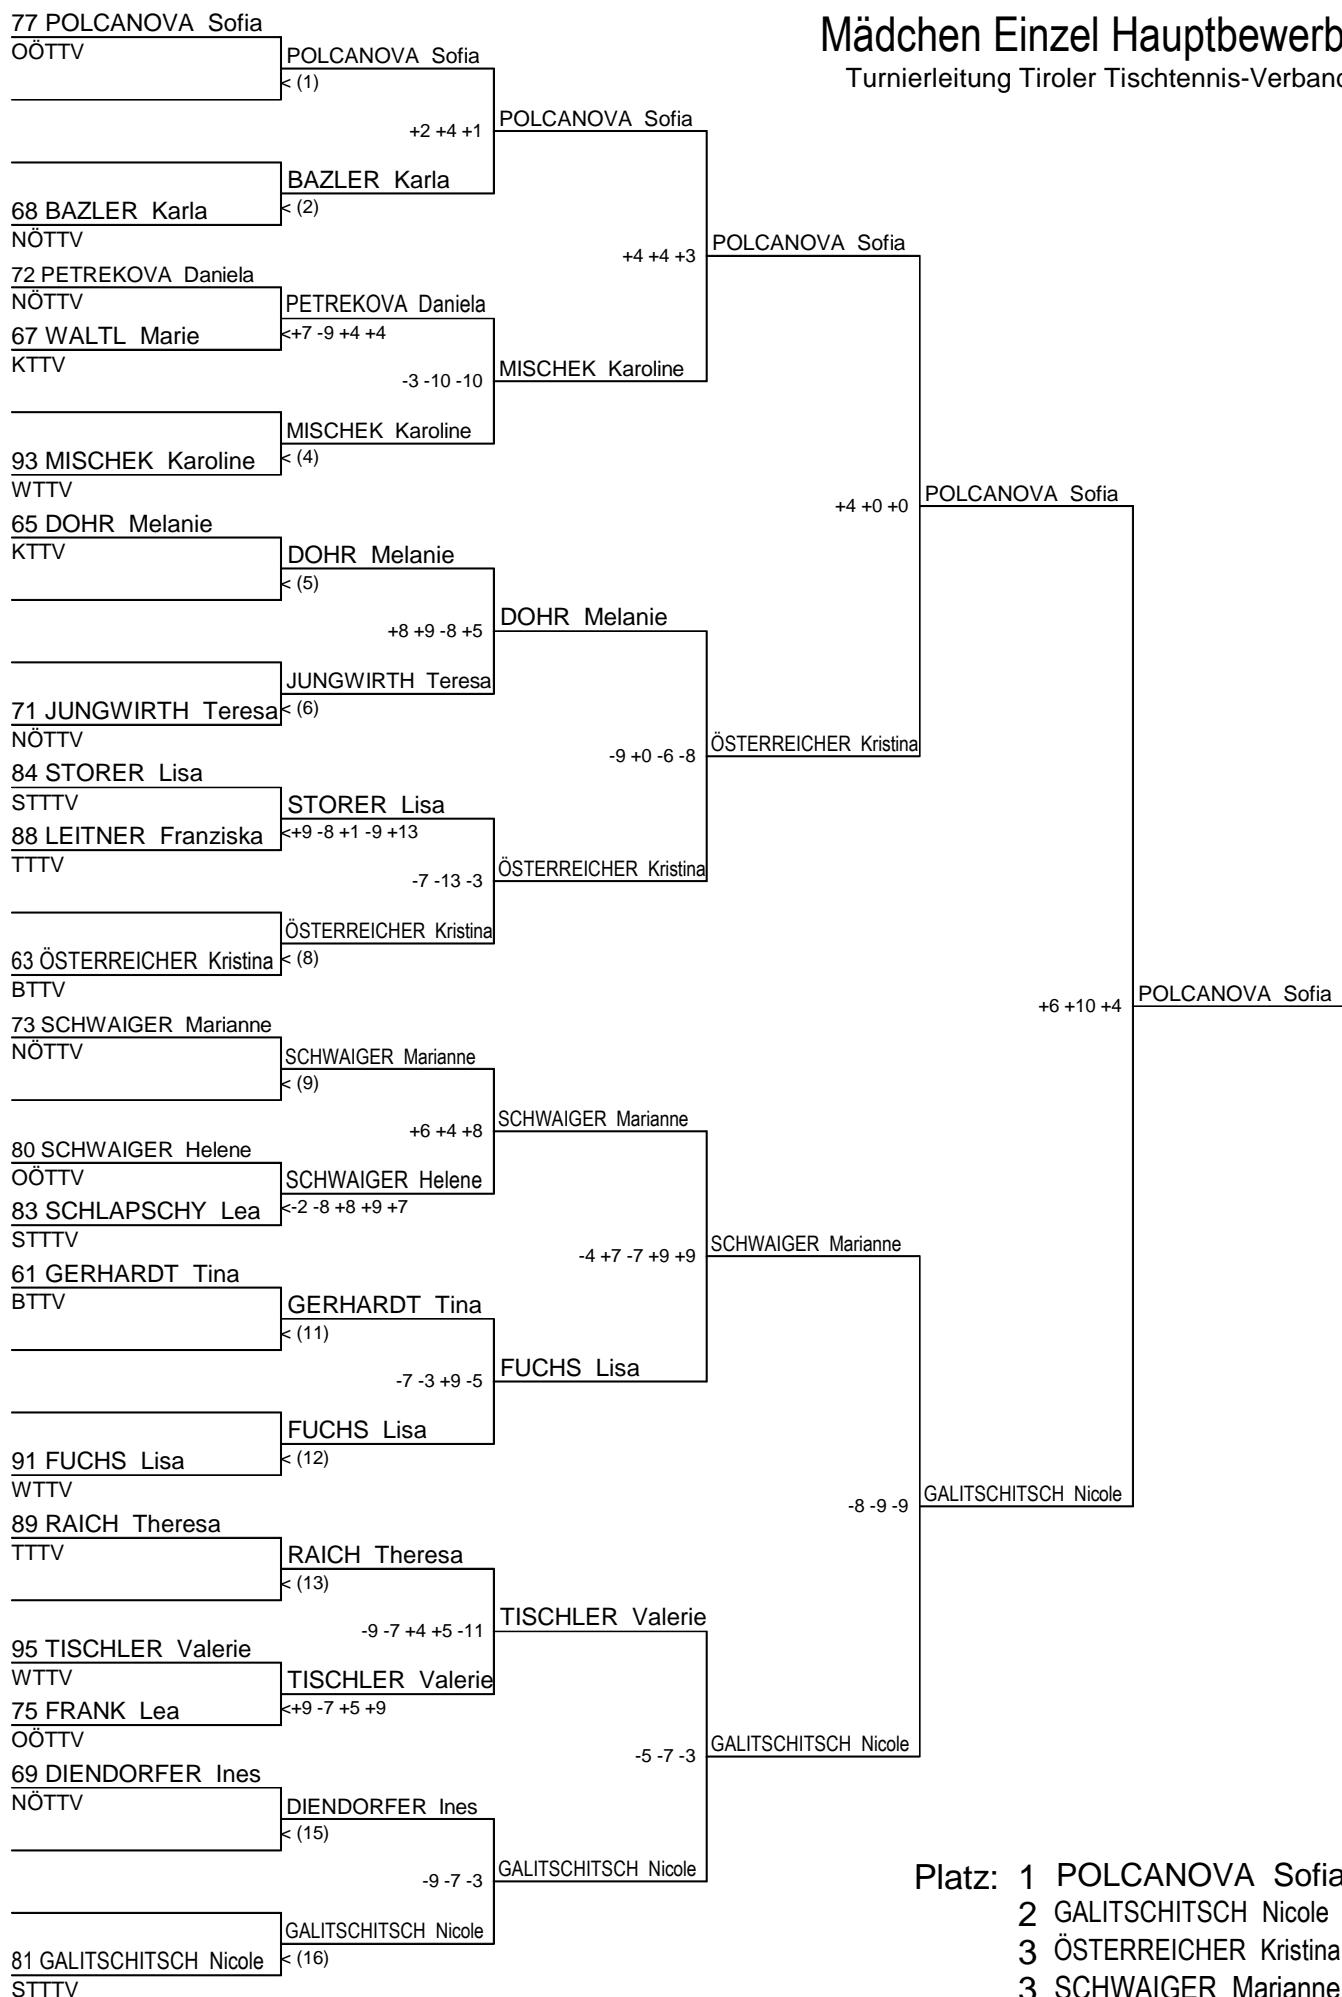 Mädchen Einzel Hauptbewerb
Turnierleitung Tiroler Tischtennis-Verband
77 POLCANOVA Sofia
OÖTTV
POLCANOVA Sofia
< (1)
+2 +4 +1
POLCANOVA Sofia
BAZLER Karla
68 BAZLER Karla
< (2)
NÖTTV
+4 +4 +3
POLCANOVA Sofia
72 PETREKOVA Daniela
NÖTTV
PETREKOVA Daniela
67 WALTL Marie
<+7 -9 +4 +4
KTTV
-3 -10 -10
MISCHEK Karoline
MISCHEK Karoline
93 MISCHEK Karoline
< (4)
WTTV
+4 +0 +0
POLCANOVA Sofia
65 DOHR Melanie
KTTV
DOHR Melanie
< (5)
+8 +9 -8 +5
DOHR Melanie
JUNGWIRTH Teresa
71 JUNGWIRTH Teresa
< (6)
NÖTTV
-9 +0 -6 -8
ÖSTERREICHER Kristina
84 STORER Lisa
STTTV
STORER Lisa
88 LEITNER Franziska
<+9 -8 +1 -9 +13
TTTV
-7 -13 -3
ÖSTERREICHER Kristina
ÖSTERREICHER Kristina
63 ÖSTERREICHER Kristina
< (8)
BTTV
+6 +10 +4
POLCANOVA Sofia
73 SCHWAIGER Marianne
NÖTTV
SCHWAIGER Marianne
< (9)
+6 +4 +8
SCHWAIGER Marianne
80 SCHWAIGER Helene
OÖTTV
SCHWAIGER Helene
83 SCHLAPSCHY Lea
<-2 -8 +8 +9 +7
STTTV
-4 +7 -7 +9 +9
SCHWAIGER Marianne
61 GERHARDT Tina
BTTV
GERHARDT Tina
< (11)
-7 -3 +9 -5
FUCHS Lisa
FUCHS Lisa
91 FUCHS Lisa
< (12)
WTTV
-8 -9 -9
GALITSCHITSCH Nicole
89 RAICH Theresa
TTTV
RAICH Theresa
< (13)
-9 -7 +4 +5 -11
TISCHLER Valerie
95 TISCHLER Valerie
WTTV
TISCHLER Valerie
75 FRANK Lea
<+9 -7 +5 +9
OÖTTV
-5 -7 -3
GALITSCHITSCH Nicole
69 DIENDORFER Ines
NÖTTV
DIENDORFER Ines
< (15)
-9 -7 -3
GALITSCHITSCH Nicole
GALITSCHITSCH Nicole
81 GALITSCHITSCH Nicole
< (16)
STTTV
Platz: 1 POLCANOVA Sofia
2 GALITSCHITSCH Nicole
3 ÖSTERREICHER Kristina
3 SCHWAIGER Marianne